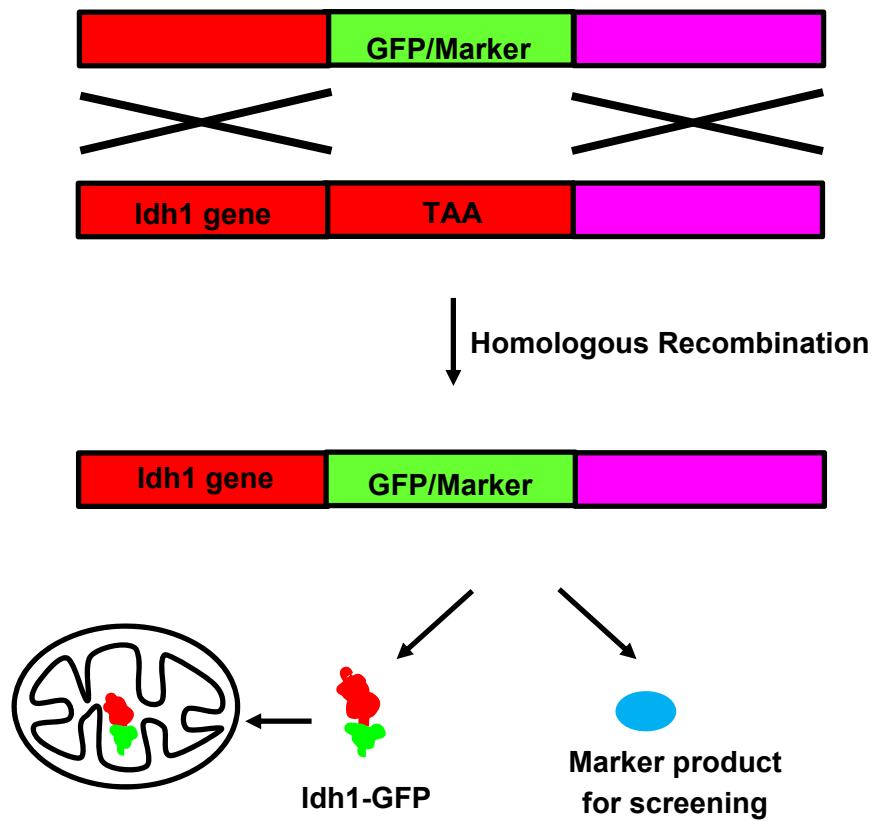 GFP/Marker
Idh1 gene
TAA
Homologous Recombination
Idh1 gene
GFP/Marker
Idh1-GFP
Marker product
for screening